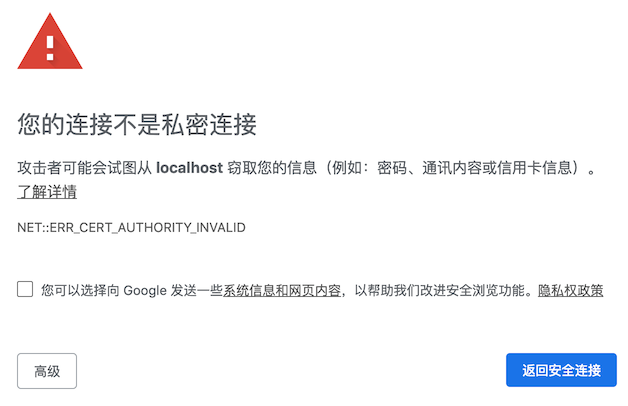 您的连接不是私密连接
攻击者可能会试图从 localhost 窃取您的信息（例如：密码、通讯内容或信用卡信息）。
了解详情
NET::ERR_CERT_AUTHORITY_INVALID
您可以选择向 Google 发送一些系统信息和网页内容，以帮助我们改进安全浏览功能。隐私权政策
高级
返回安全连接